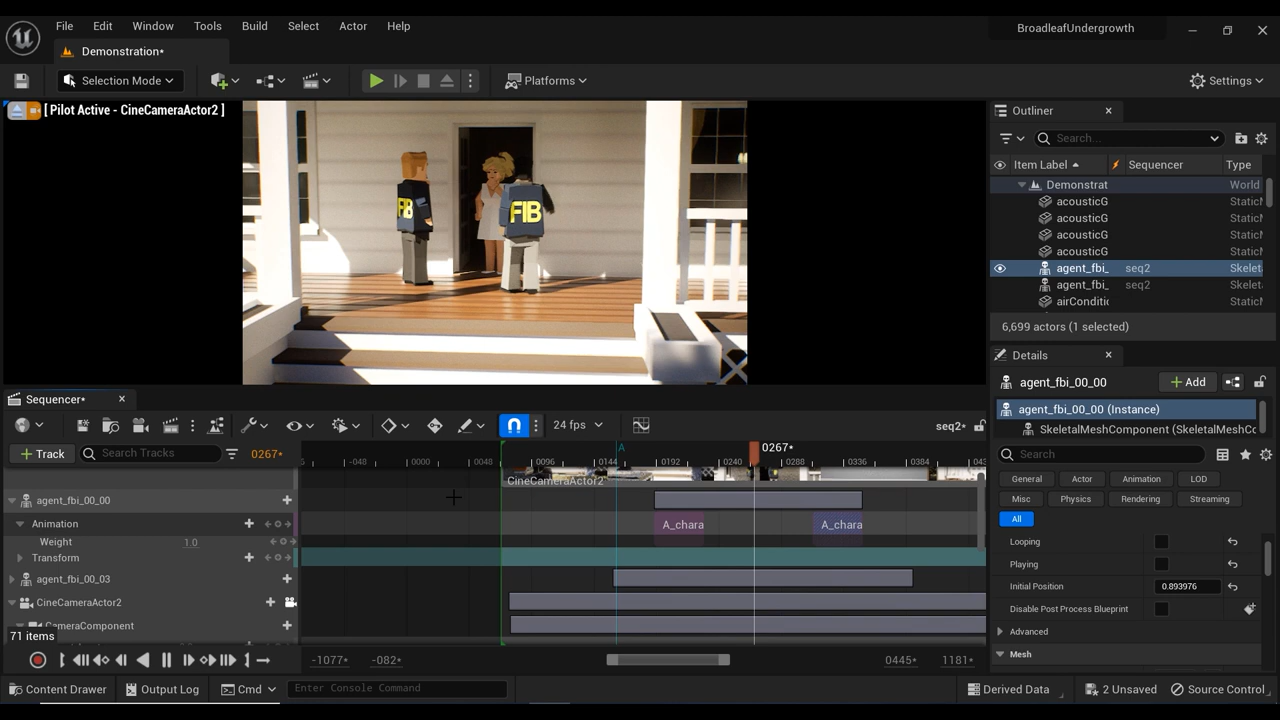 File Edit Window Tools Build Select Actor Help
BroadleafUndergrowth
Demonstration*
Selection Mode
Platforms
Settings
[ Pilot Active - CineCameraActor2 ]
FIB
FIB
Outliner
Search...
Item Label Sequencer Type
Demonstrat World
acousticG Static
acousticG Static
acousticG Static
acousticG Static
agent_fbi_ seq2 Skelet
agent_fbi_ seq2 Skelet
airConditic Static
6,699 actors (1 selected)
Details
agent_fbi_00_00 Add
agent_fbi_00_00 (Instance)
SkeletalMeshComponent (SkeletalMeshCc
Search
General Actor Animation LOD
Misc Physics Rendering Streaming
All
Looping
Playing
Initial Position 0.893976
Disable Post Process Blueprint
Advanced
Mesh
Sequencer*
24 fps
seq2*
Track Search Tracks 0267*
A 0267*
-048 0000 0048 0096 0144 0192 0240 0288 0336 0384
CineCameraActor2
agent_fbi_00_00
Animation
A_chara A_chara
Weight 1.0
Transform
agent_fbi_00_03
CineCameraActor2
CameraComponent
71 items
-1077* -082* 0445* 1181*
Content Drawer Output Log Cmd Enter Console Command Derived Data 2 Unsaved Source Control